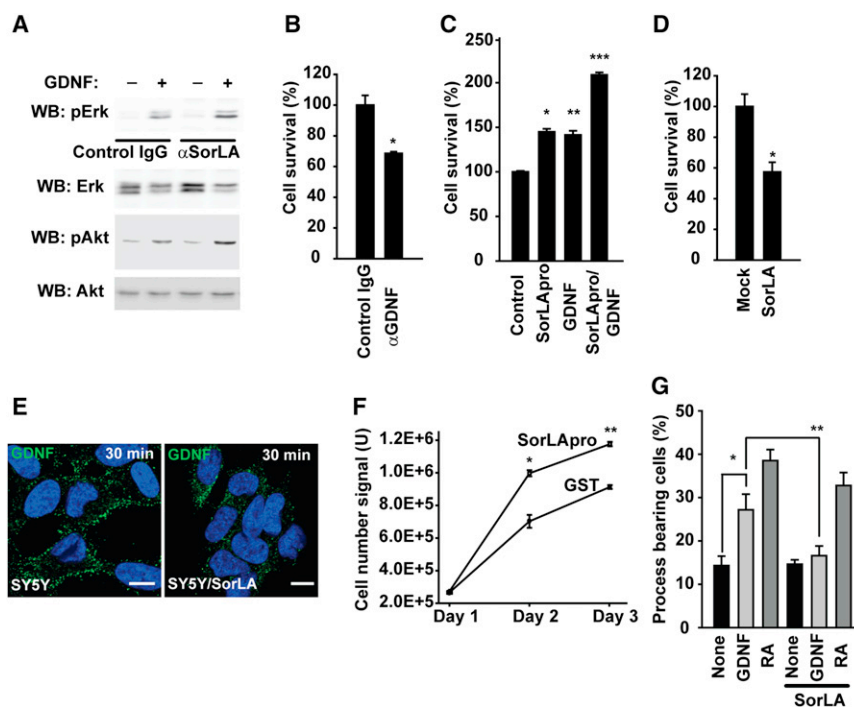 A
GDNF: – + – +
WB: pErk
Control IgG αSorLA
WB: Erk
WB: pAkt
WB: Akt
B
Cell survival (%)
120
100
80
60
40
20
0
*
Control IgG
αGDNF
C
Cell survival (%)
250
200
150
100
50
0
*
**
***
Control
SorLApro
GDNF
SorLApro/
GDNF
D
Cell survival (%)
120
100
80
60
40
20
0
*
Mock
SorLA
E
GDNF 30 min
SY5Y
GDNF 30 min
SY5Y/SorLA
F
Cell number signal (U)
1.2E+6
1.0E+6
8.0E+5
6.0E+5
4.0E+5
2.0E+5
SorLApro
GST
*
**
Day 1 Day 2 Day 3
G
Process bearing cells (%)
50
40
30
20
10
0
*
**
None
GDNF
RA
None
GDNF
RA
SorLA